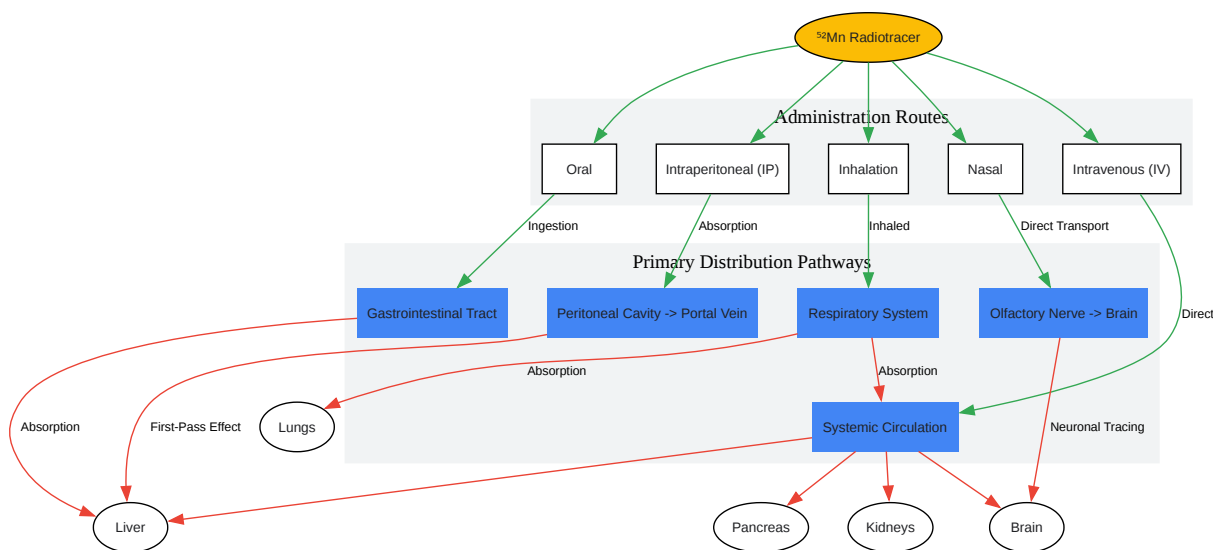 ⁵²Mn Radiotracer
Administration Routes
Oral
Intraperitoneal (IP)
Inhalation
Nasal
Intravenous (IV)
Ingestion
Absorption
Inhaled
Direct Transport
Primary Distribution Pathways
Gastrointestinal Tract
Peritoneal Cavity -> Portal Vein
Respiratory System
Olfactory Nerve -> Brain
Direct
Absorption
Absorption
Absorption
First-Pass Effect
Lungs
Systemic Circulation
Neuronal Tracing
Liver
Pancreas
Kidneys
Brain